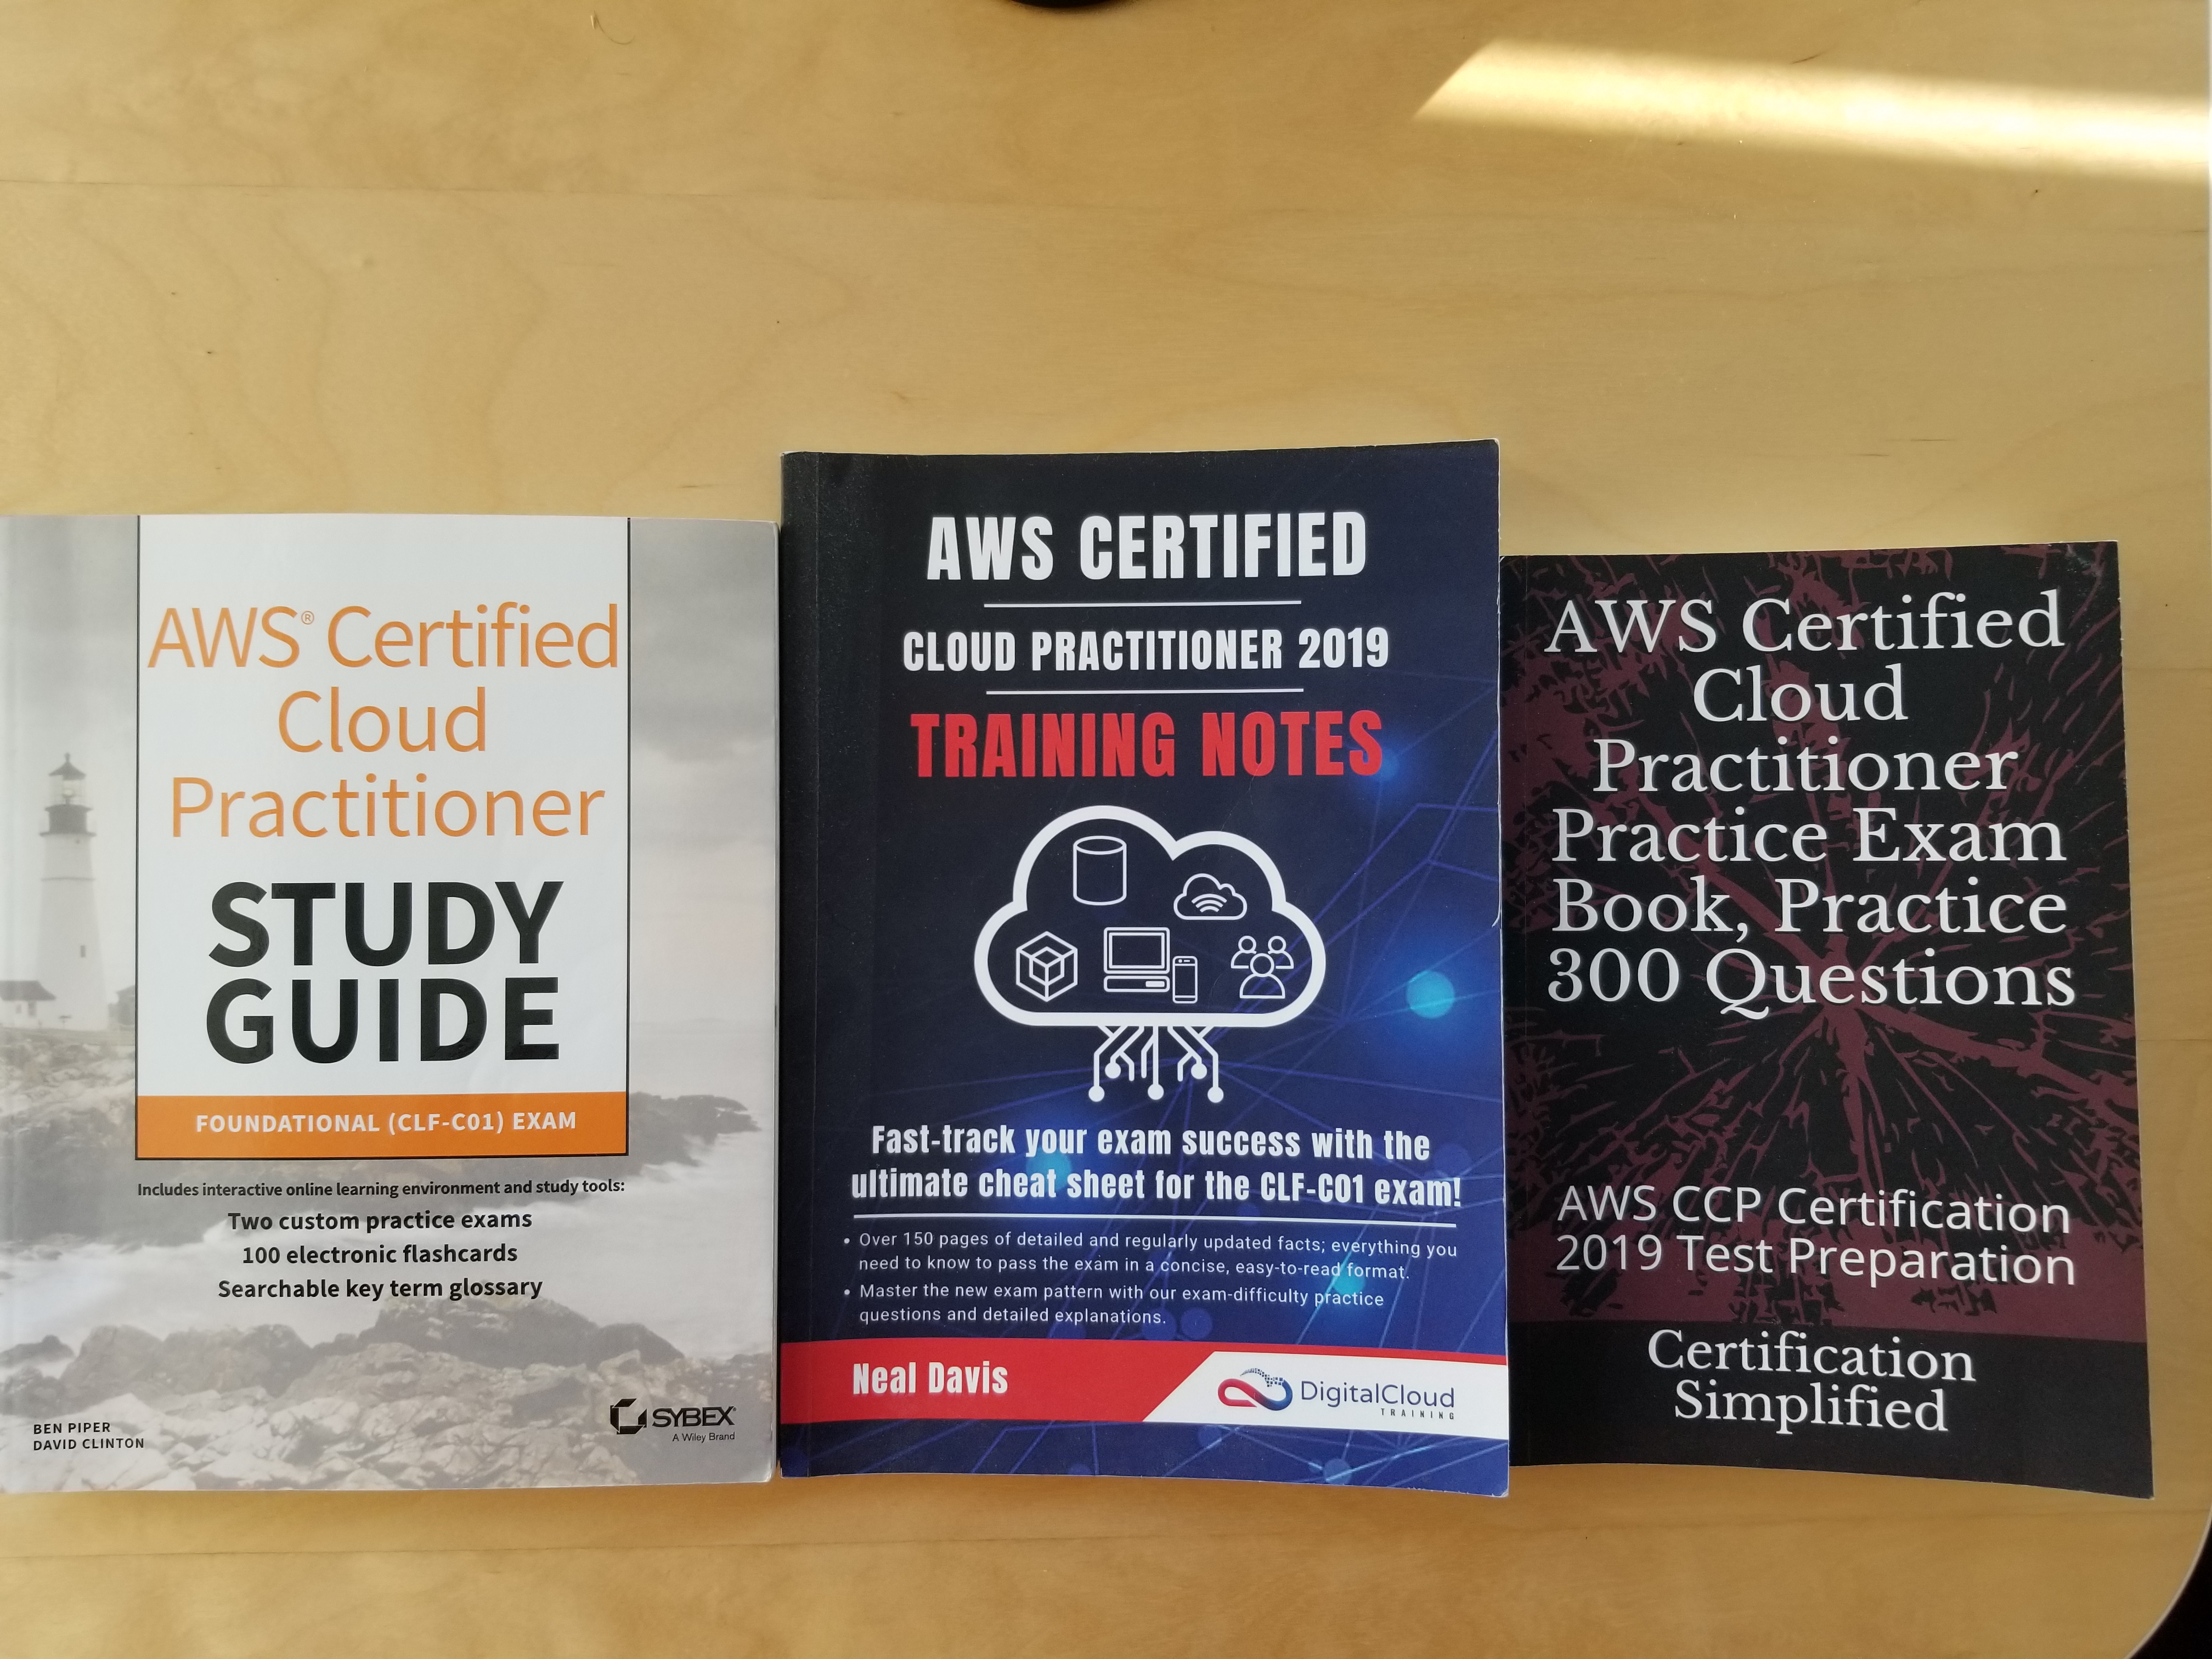 AWS® Certified
Cloud
Practitioner
STUDY
GUIDE
FOUNDATIONAL (CLF-C01) EXAM
Includes interactive online learning environment and study tools:
Two custom practice exams
100 electronic flashcards
Searchable key term glossary
BEN PIPER
DAVID CLINTON
SYBEX®
A Wiley Brand
AWS CERTIFIED
CLOUD PRACTITIONER 2019
TRAINING NOTES
Fast-track your exam success with the
ultimate cheat sheet for the CLF-C01 exam!
• Over 150 pages of detailed and regularly updated facts; everything you
need to know to pass the exam in a concise, easy-to-read format.
• Master the new exam pattern with our exam-difficulty practice
questions and detailed explanations.
Neal Davis
DigitalCloud
TRAINING
AWS Certified
Cloud
Practitioner
Practice Exam
Book, Practice
300 Questions
AWS CCP Certification
2019 Test Preparation
Certification
Simplified